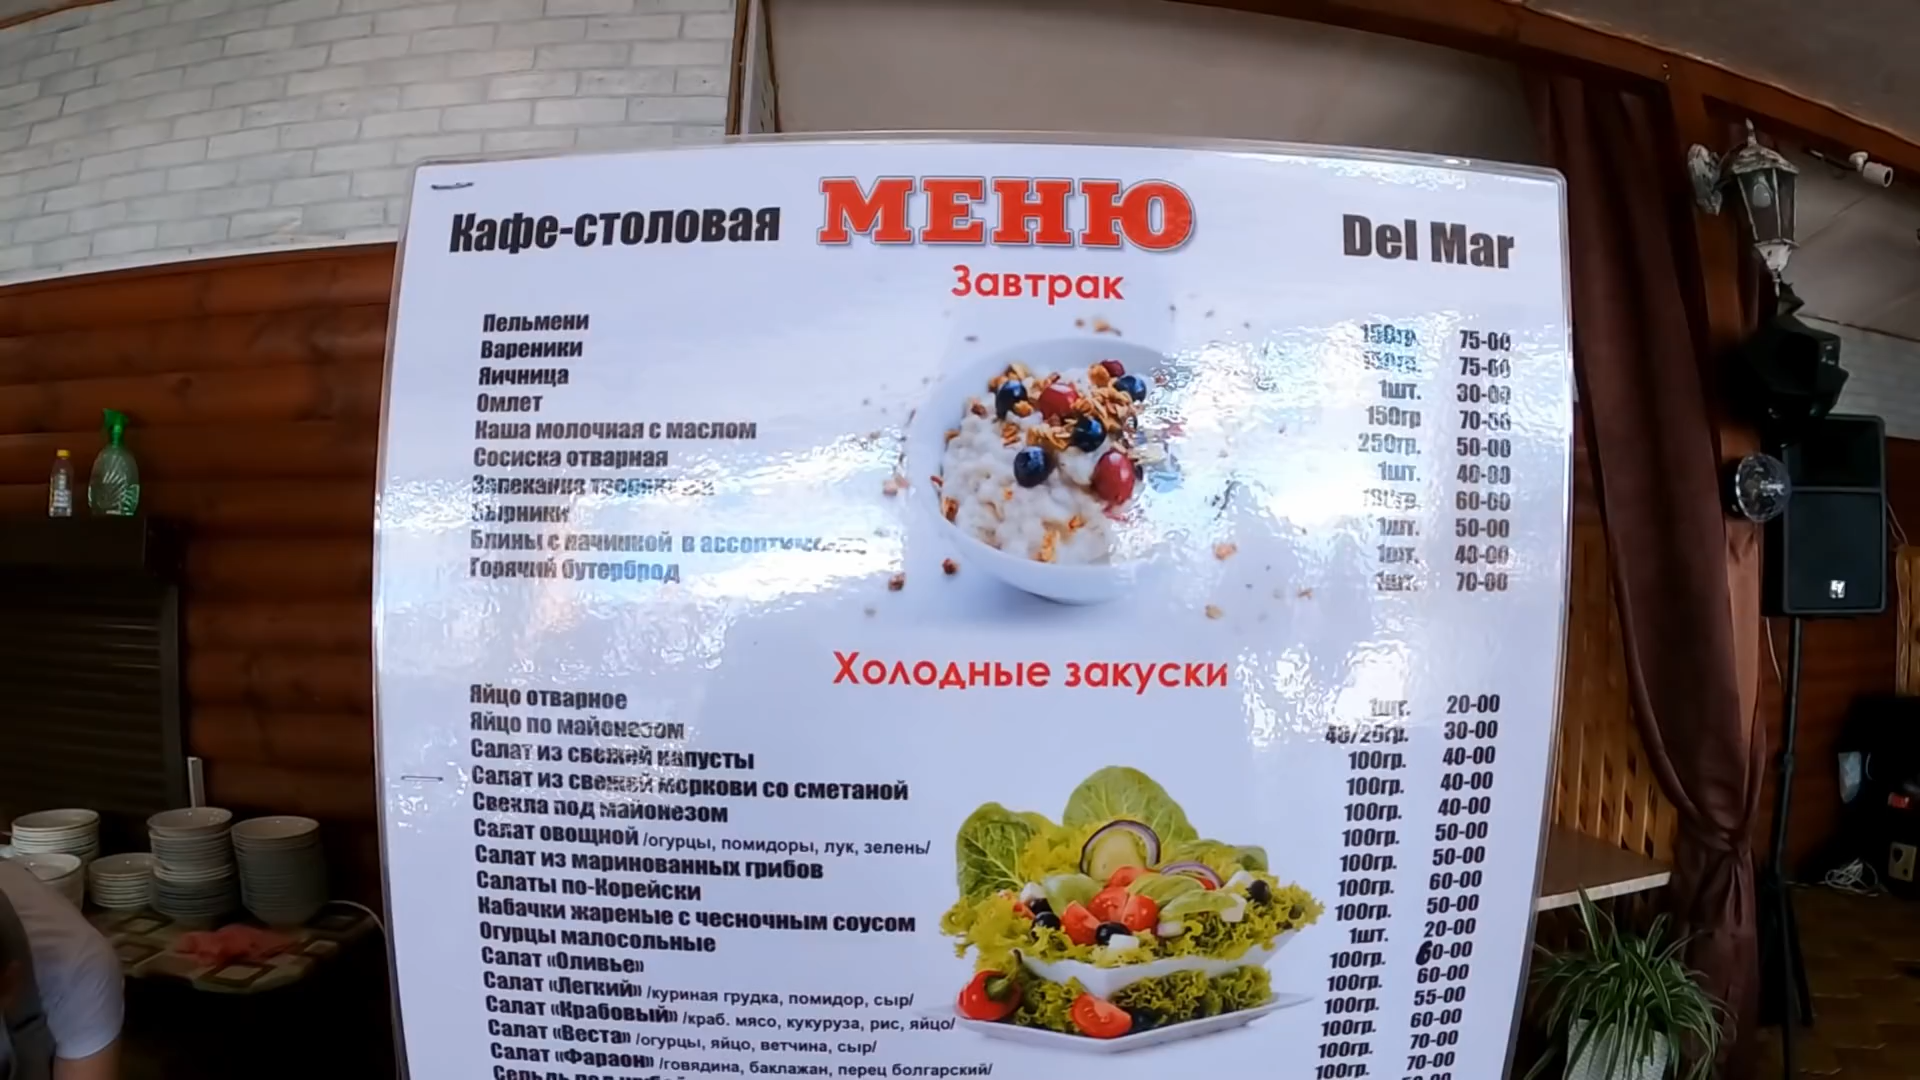 Кафе-столовая МЕНЮ Del Mar
Завтрак
Пельмени 150гр. 75-00
Вареники 150гр. 75-00
Яичница 1шт. 30-00
Омлет 150гр 70-00
Каша молочная с маслом 250гр. 50-00
Сосиска отварная 1шт. 40-00
Запеканка 60-00
Сырники 1шт. 50-00
Блины с начинкой в ассортименте 1шт. 40-00
Горячий бутерброд 1шт. 70-00
Холодные закуски
Яйцо отварное 1шт. 20-00
Яйцо по майонезом 40/20гр. 30-00
Салат из свежей капусты 100гр. 40-00
Салат из свежей моркови со сметаной 100гр. 40-00
Свекла под майонезом 100гр. 40-00
Салат овощной /огурцы, помидоры, лук, зелень/ 100гр. 50-00
Салат из маринованных грибов 100гр. 50-00
Салаты по-Корейски 100гр. 60-00
Кабачки жареные с чесночным соусом 100гр. 50-00
Огурцы малосольные 1шт. 20-00
Салат «Оливье» 100гр. 60-00
Салат «Легкий» /куриная грудка, помидор, сыр/ 100гр. 60-00
Салат «Крабовый» /краб. мясо, кукуруза, рис, яйцо/ 100гр. 55-00
Салат «Веста» /огурцы, яйцо, ветчина, сыр/ 100гр. 60-00
Салат «Фараон» /говядина, баклажан, перец болгарский/ 100гр. 70-00
100гр. 70-00